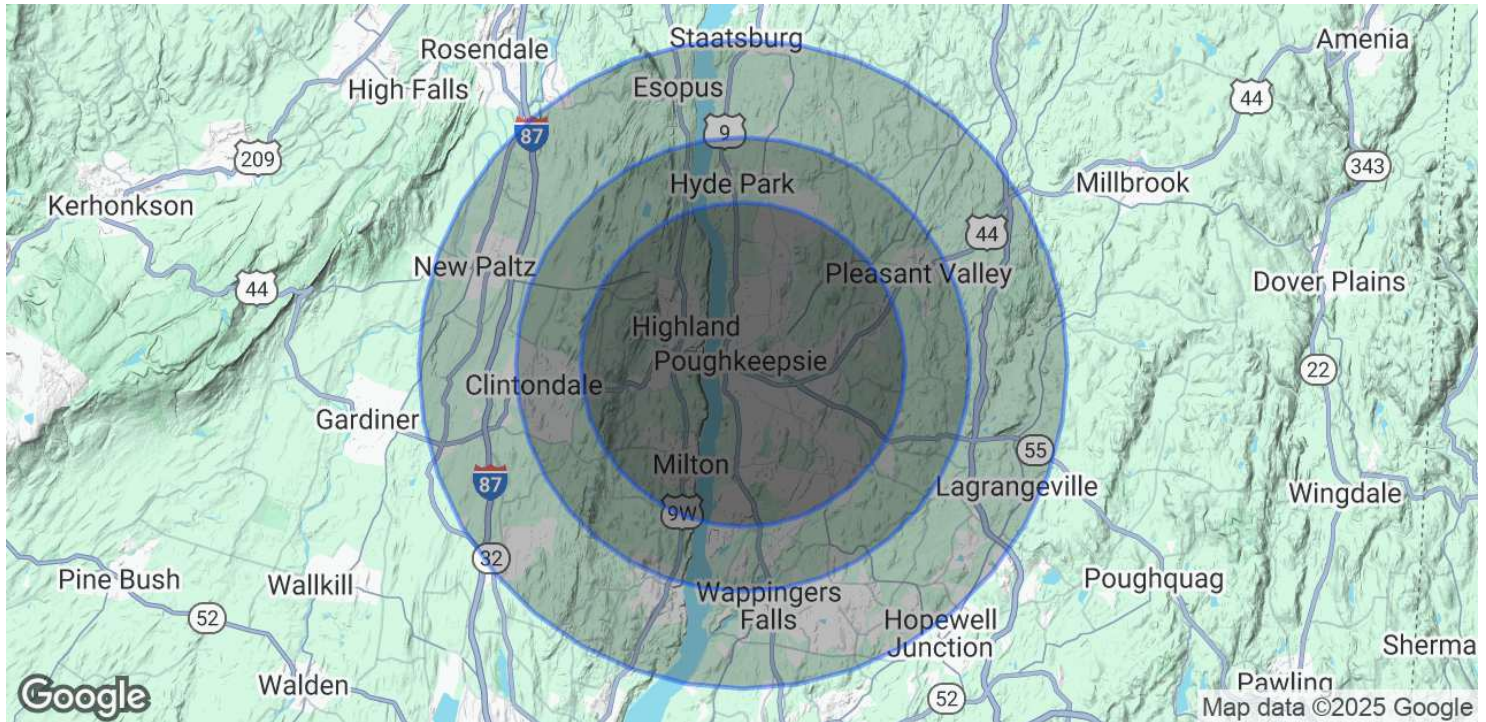 Rosendale
Staatsburg
Amenia
High Falls
Esopus
44
87
9
209
343
Hyde Park
Millbrook
Kerhonkson
44
New Paltz
Pleasant Valley
44
Dover Plains
Highland
Poughkeepsie
22
Clintondale
Gardiner
55
Milton
87
Lagrangeville
Wingdale
9W
32
Pine Bush
Wallkill
Poughquag
52
Wappingers
Falls
Hopewell
Junction
Sherma
Walden
52
Pawling
Google
Map data ©2025 Google